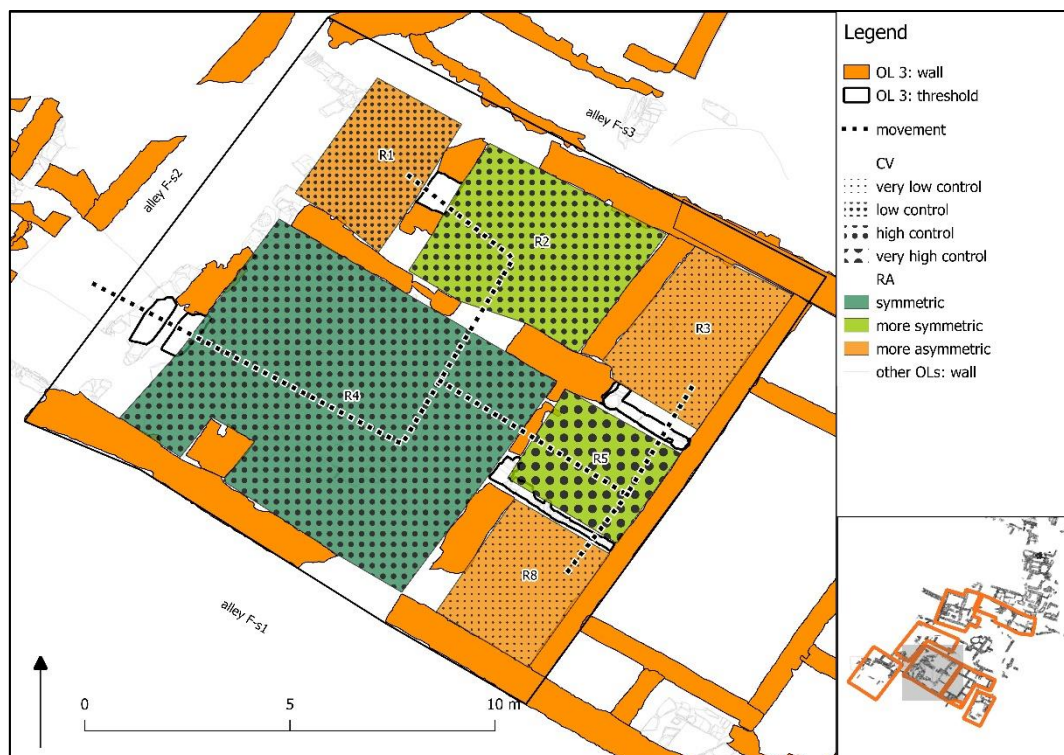 Legend
OL 3: wall
OL 3: threshold
movement
CV
very low control
low control
high control
very high control
RA
symmetric
more symmetric
more asymmetric
other OLs: wall
alley F-s3
alley F-s2
R1
R2
R3
R4
R5
R8
alley F-s1
0 5 10 m